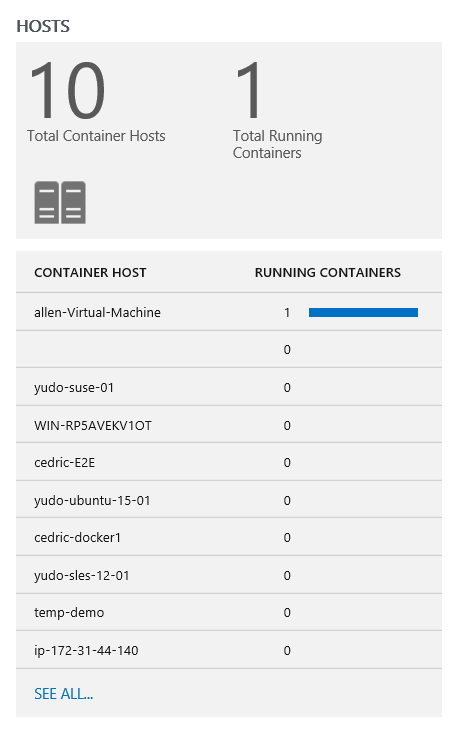 HOSTS
10 1
Total Container Hosts Total Running
Containers
CONTAINER HOST RUNNING CONTAINERS
allen-Virtual-Machine 1
0
yudo-suse-01 0
WIN-RP5AVEKV1OT 0
cedric-E2E 0
yudo-ubuntu-15-01 0
cedric-docker1 0
yudo-sles-12-01 0
temp-demo 0
ip-172-31-44-140 0
SEE ALL...